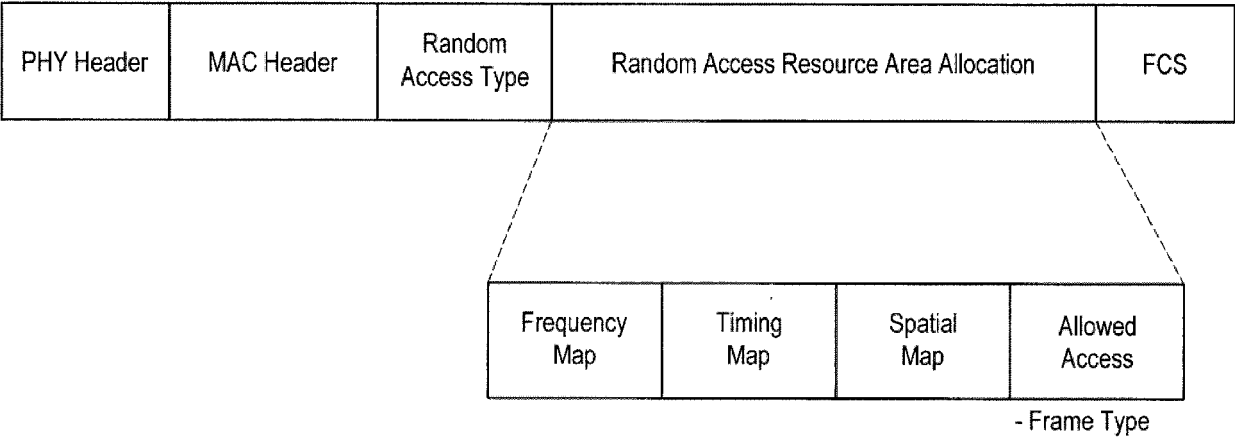 PHY Header
MAC Header
Random
Access Type
Random Access Resource Area Allocation
FCS
Frequency
Map
Timing
Map
Spatial
Map
Allowed
Access
- Frame Type